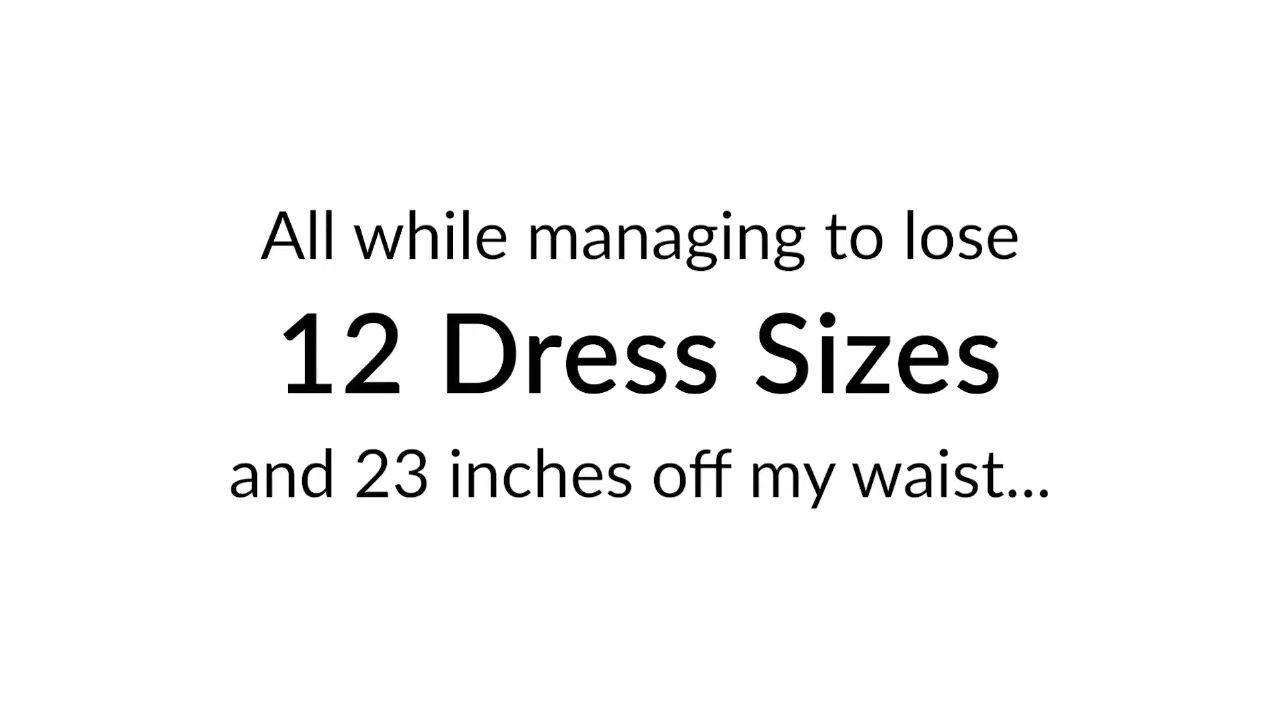 All while managing to lose
12 Dress Sizes
and 23 inches off my waist...